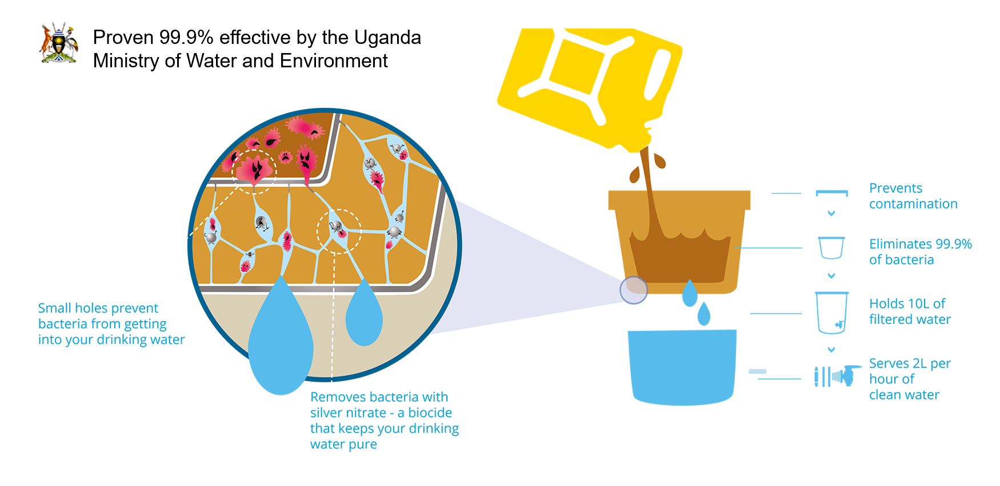 Proven 99.9% effective by the Uganda
Ministry of Water and Environment
Small holes prevent
bacteria from getting
into your drinking water
Removes bacteria with
silver nitrate - a biocide
that keeps your drinking
water pure
Prevents
contamination
Eliminates 99.9%
of bacteria
Holds 10L of
filtered water
Serves 2L per
hour of
clean water